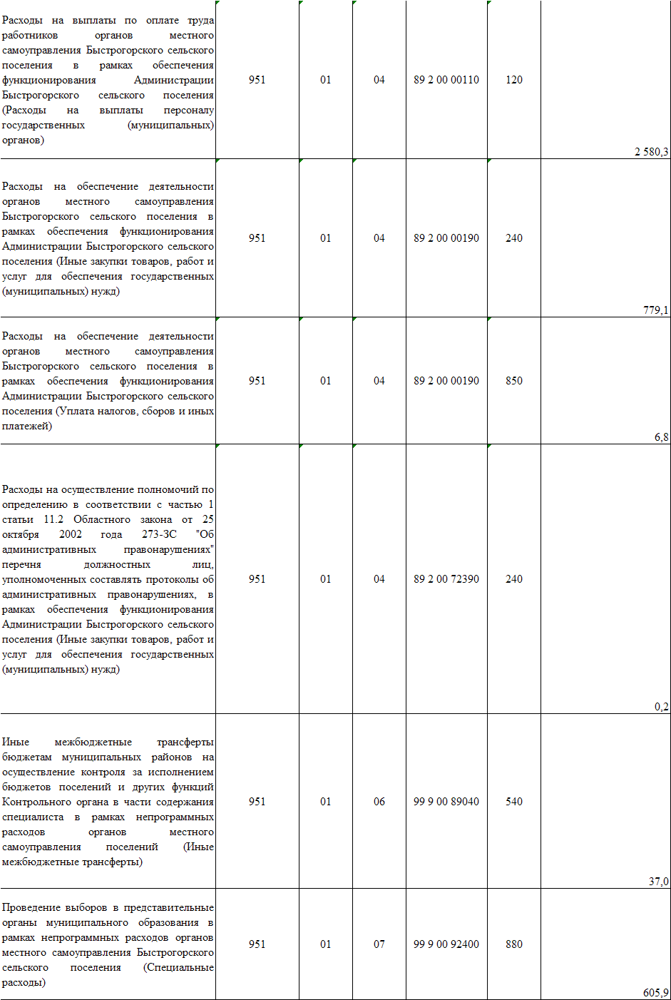 Расходы на выплаты по оплате труда
работников органов местного
самоуправления Быстрогорского сельского
поселения в рамках обеспечения
функционирования Администрации
Быстрогорского сельского поселения
(Расходы на выплаты персоналу
государственных (муниципальных)
органов)
951 01 04 89 2 00 00110 120
2 580,3
Расходы на обеспечение деятельности
органов местного самоуправления
Быстрогорского сельского поселения в
рамках обеспечения функционирования
Администрации Быстрогорского сельского
поселения (Иные закупки товаров, работ и
услуг для обеспечения государственных
(муниципальных) нужд)
951 01 04 89 2 00 00190 240
779,1
Расходы на обеспечение деятельности
органов местного самоуправления
Быстрогорского сельского поселения в
рамках обеспечения функционирования
Администрации Быстрогорского сельского
поселения (Уплата налогов, сборов и иных
платежей)
951 01 04 89 2 00 00190 850
6,8
Расходы на осуществление полномочий по
определению в соответствии с частью 1
статьи 11.2 Областного закона от 25
октября 2002 года 273-ЗС "Об
административных правонарушениях"
перечня должностных лиц,
уполномоченных составлять протоколы об
административных правонарушениях, в
рамках обеспечения функционирования
Администрации Быстрогорского сельского
поселения (Иные закупки товаров, работ и
услуг для обеспечения государственных
(муниципальных) нужд)
951 01 04 89 2 00 72390 240
0,2
Иные межбюджетные трансферты
бюджетам муниципальных районов на
осуществление контроля за исполнением
бюджетов поселений и других функций
Контрольного органа в части содержания
специалиста в рамках непрограммных
расходов органов местного
самоуправления поселений (Иные
межбюджетные трансферты)
951 01 06 99 9 00 89040 540
37,0
Проведение выборов в представительные
органы муниципального образования в
рамках непрограммных расходов органов
местного самоуправления Быстрогорского
сельского поселения (Специальные
расходы)
951 01 07 99 9 00 92400 880
605,9